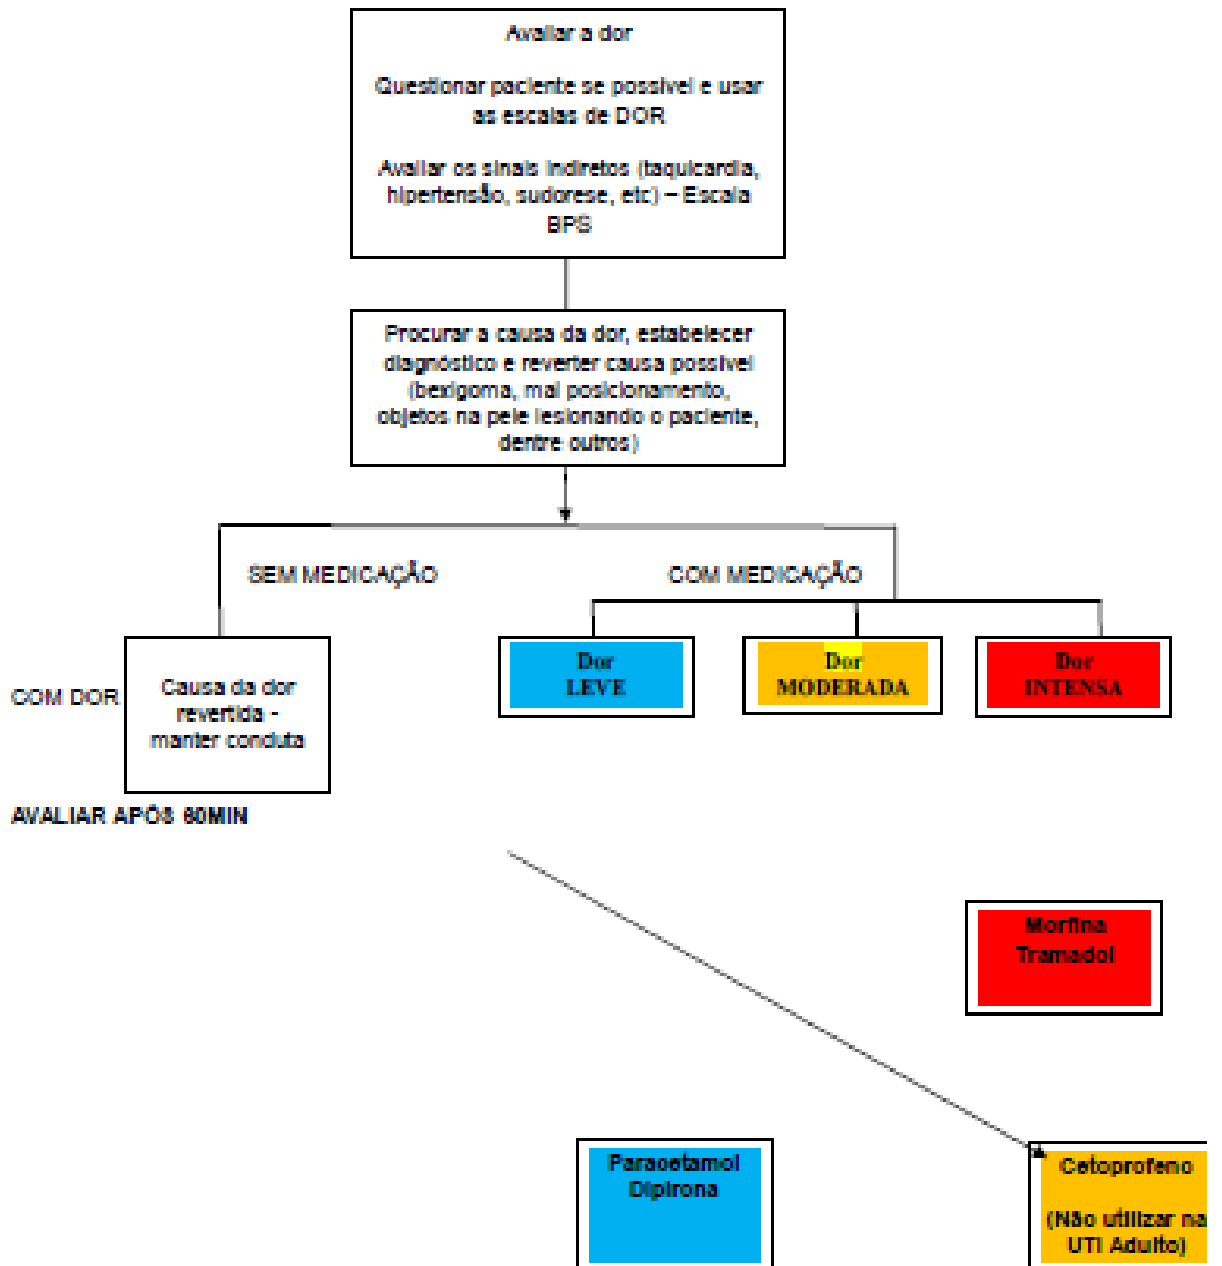 Avaliar a dor
Questionar paciente se possível e usar
as escalas de DOR
Avaliar os sinais indiretos (taquicardia,
hipertensão, sudorese, etc) – Escala
BPS
Procurar a causa da dor, estabelecer
diagnóstico e reverter causa possível
(bexigoma, mal posicionamento,
objetos na pele lesionando o paciente,
dentre outros)
SEM MEDICAÇÃO
COM MEDICAÇÃO
COM DOR
Causa da dor
revertida -
manter conduta
Dor
LEVE
Dor
MODERADA
Dor
INTENSA
AVALIAR APÓS 60MIN
Morfina
Tramadol
Paracetamol
Dipirona
Cetoprofeno
(Não utilizar na
UTI Adulto)